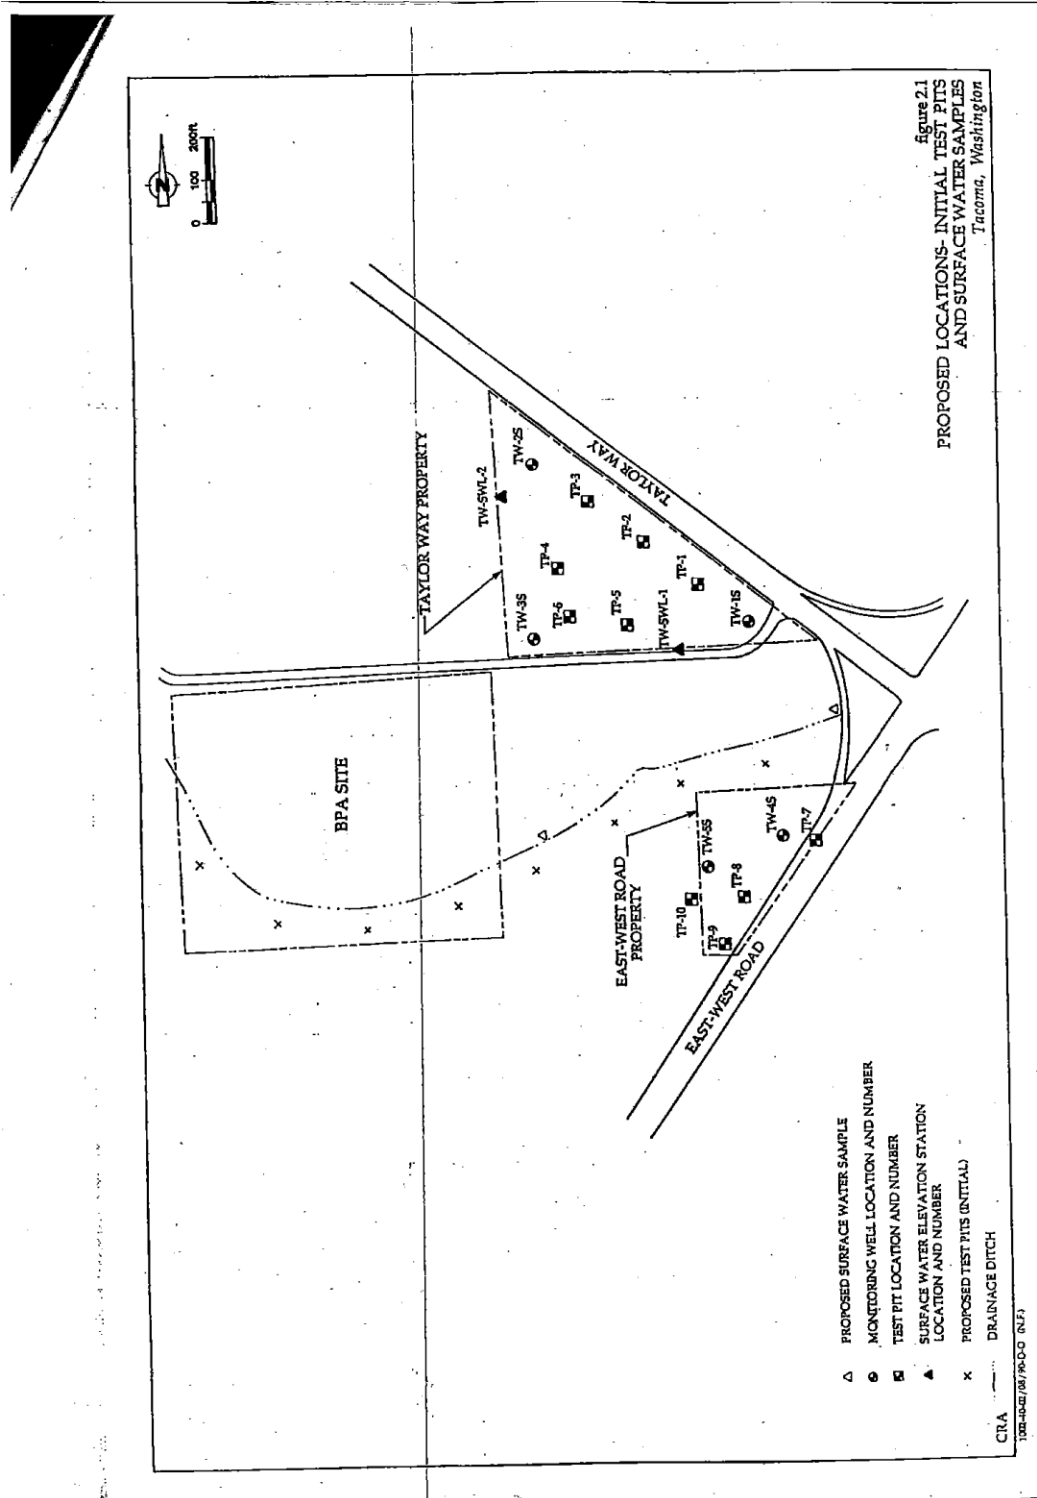 figure 2.1
PROPOSED LOCATIONS- INITIAL TEST PITS
AND SURFACE WATER SAMPLES
Tacoma, Washington
N
0 100 200ft
TAYLOR WAY PROPERTY
TW-SWL-2
TW-2S
TP-3
TP-2
TP-4
TP-1
TW-3S
TP-6
TP-5
TW-SWL-1
TW-1S
TAYLOR WAY
BPA SITE
EAST-WEST ROAD
PROPERTY
TW-5S
TW-4S
TP-7
TP-8
TP-10
TP-9
EAST-WEST ROAD
PROPOSED SURFACE WATER SAMPLE
MONITORING WELL LOCATION AND NUMBER
TEST PIT LOCATION AND NUMBER
SURFACE WATER ELEVATION STATION
LOCATION AND NUMBER
PROPOSED TEST PITS (INITIAL)
DRAINAGE DITCH
CRA